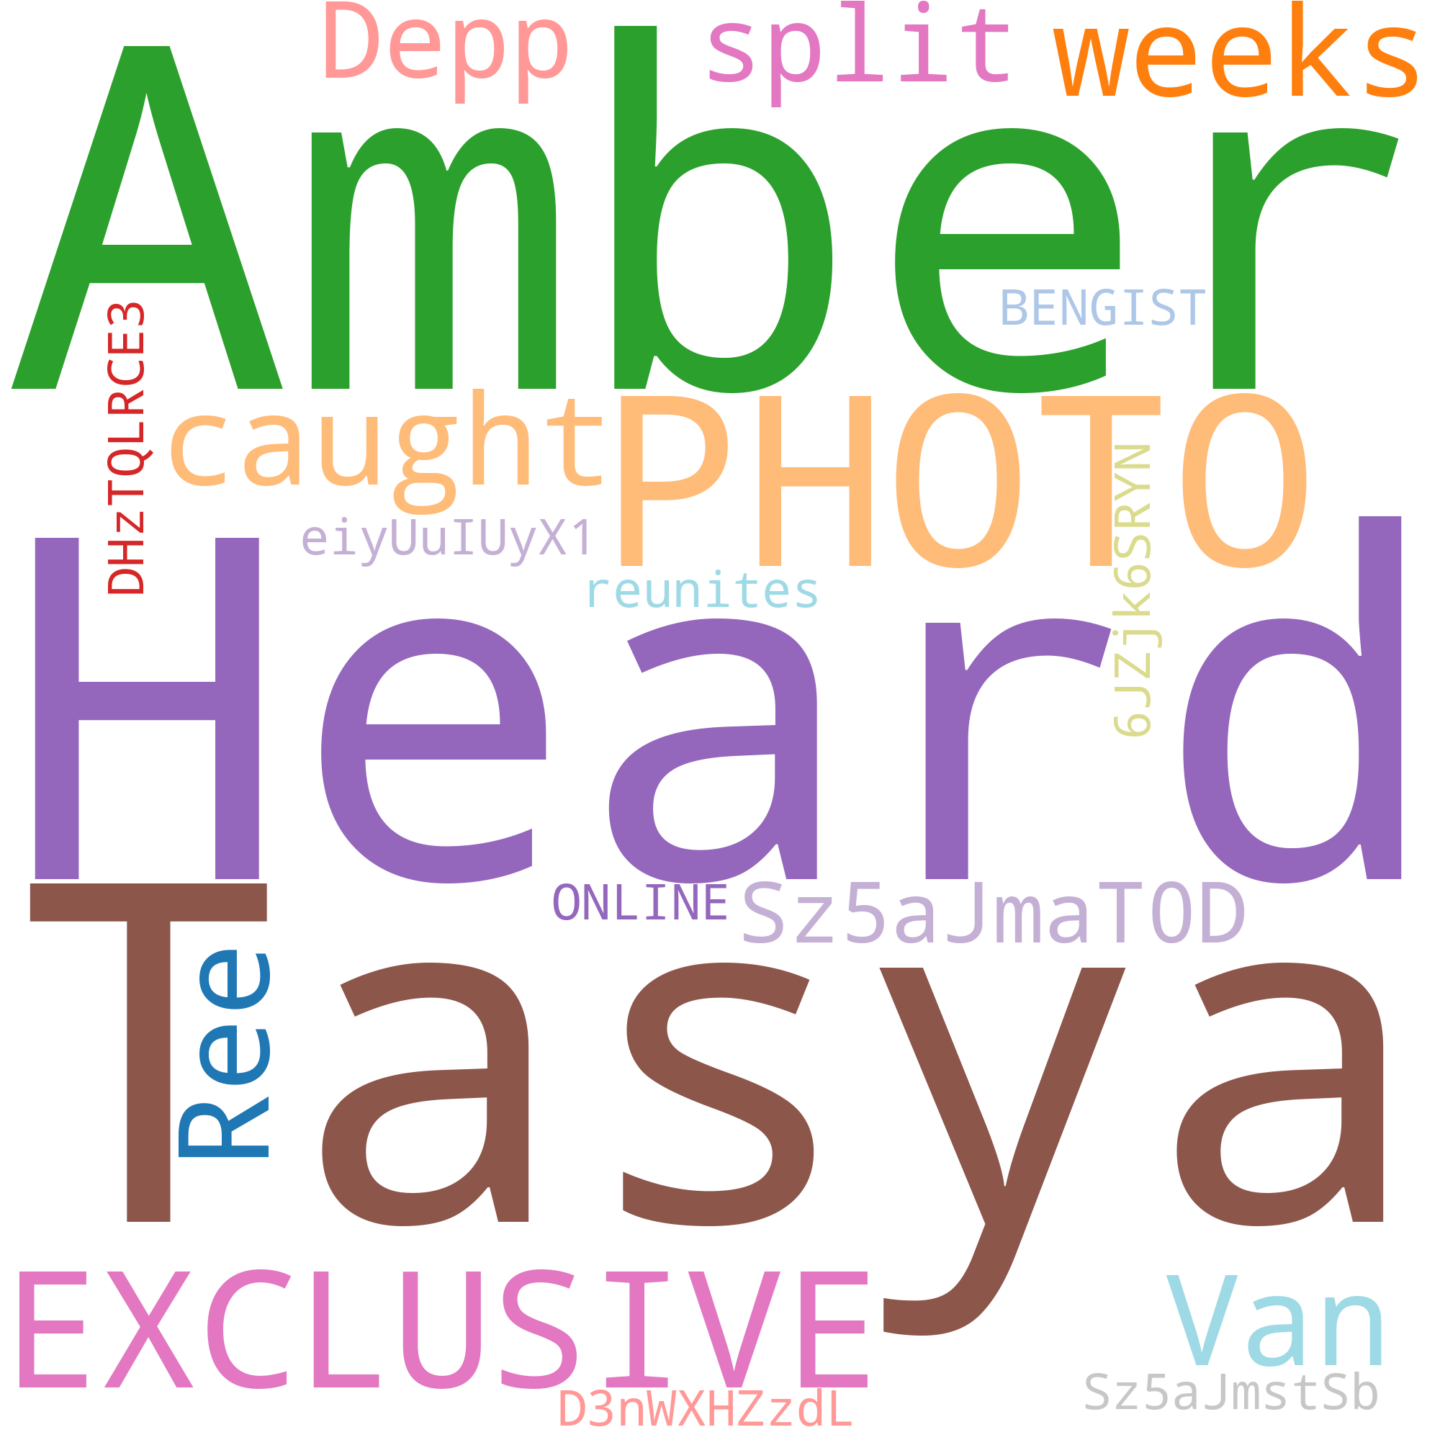 Depp split weeks
Amber
BENGIST
DHzTQLRCE3
caught PHOTO
6JZjk6SRYN
eiyUuIUyX1
reunites
Heard
ONLINE Sz5aJmaTOD
Tasya
Ree
EXCLUSIVE Van
Sz5aJmstSb
D3nWXHZzdL